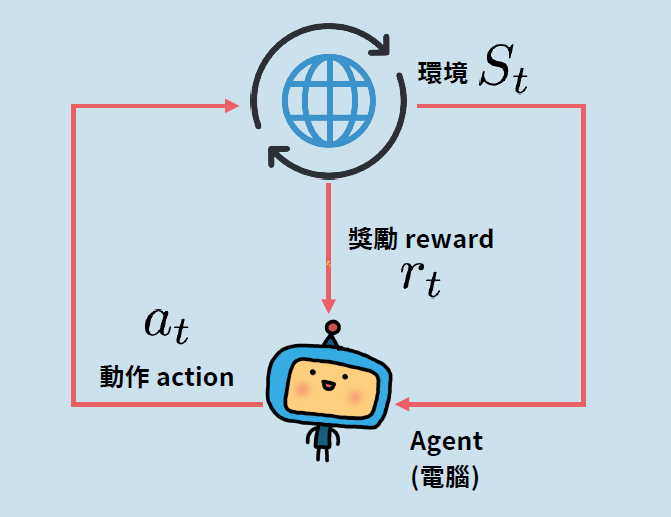 環境 S_t
獎勵 reward
r_t
a_t
動作 action
Agent
(電腦)